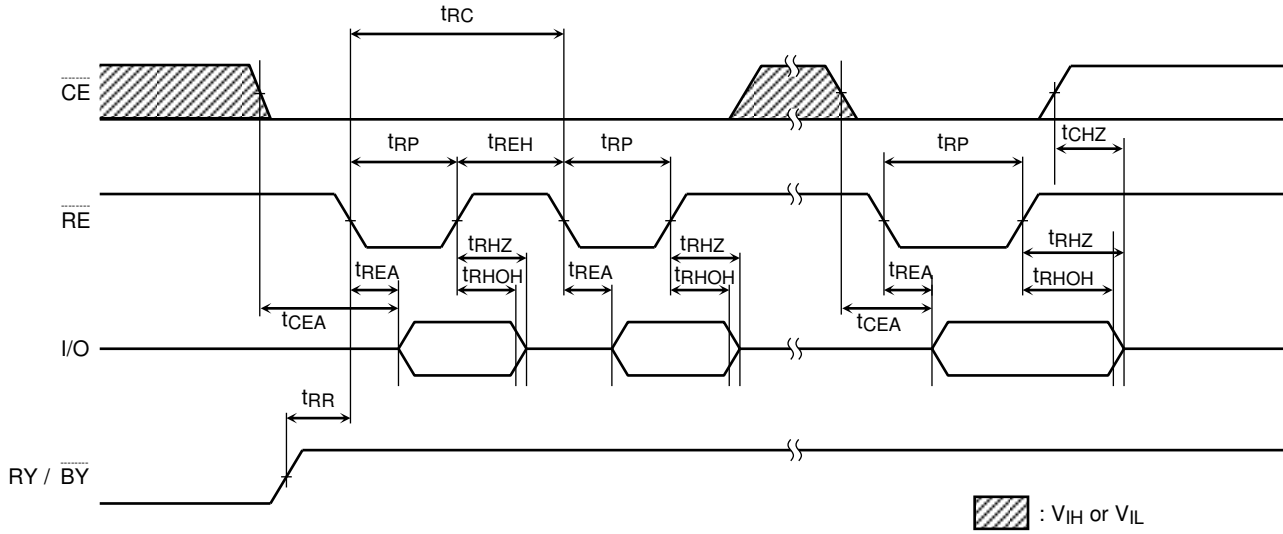 tRC
CE
tRP
tREH
tRP
tRP
tCHZ
RE
tREA
tRHZ
tRHOH
tREA
tRHZ
tRHOH
tREA
tRHZ
tRHOH
tCEA
tCEA
I/O
tRR
RY / BY
: VIH or VIL